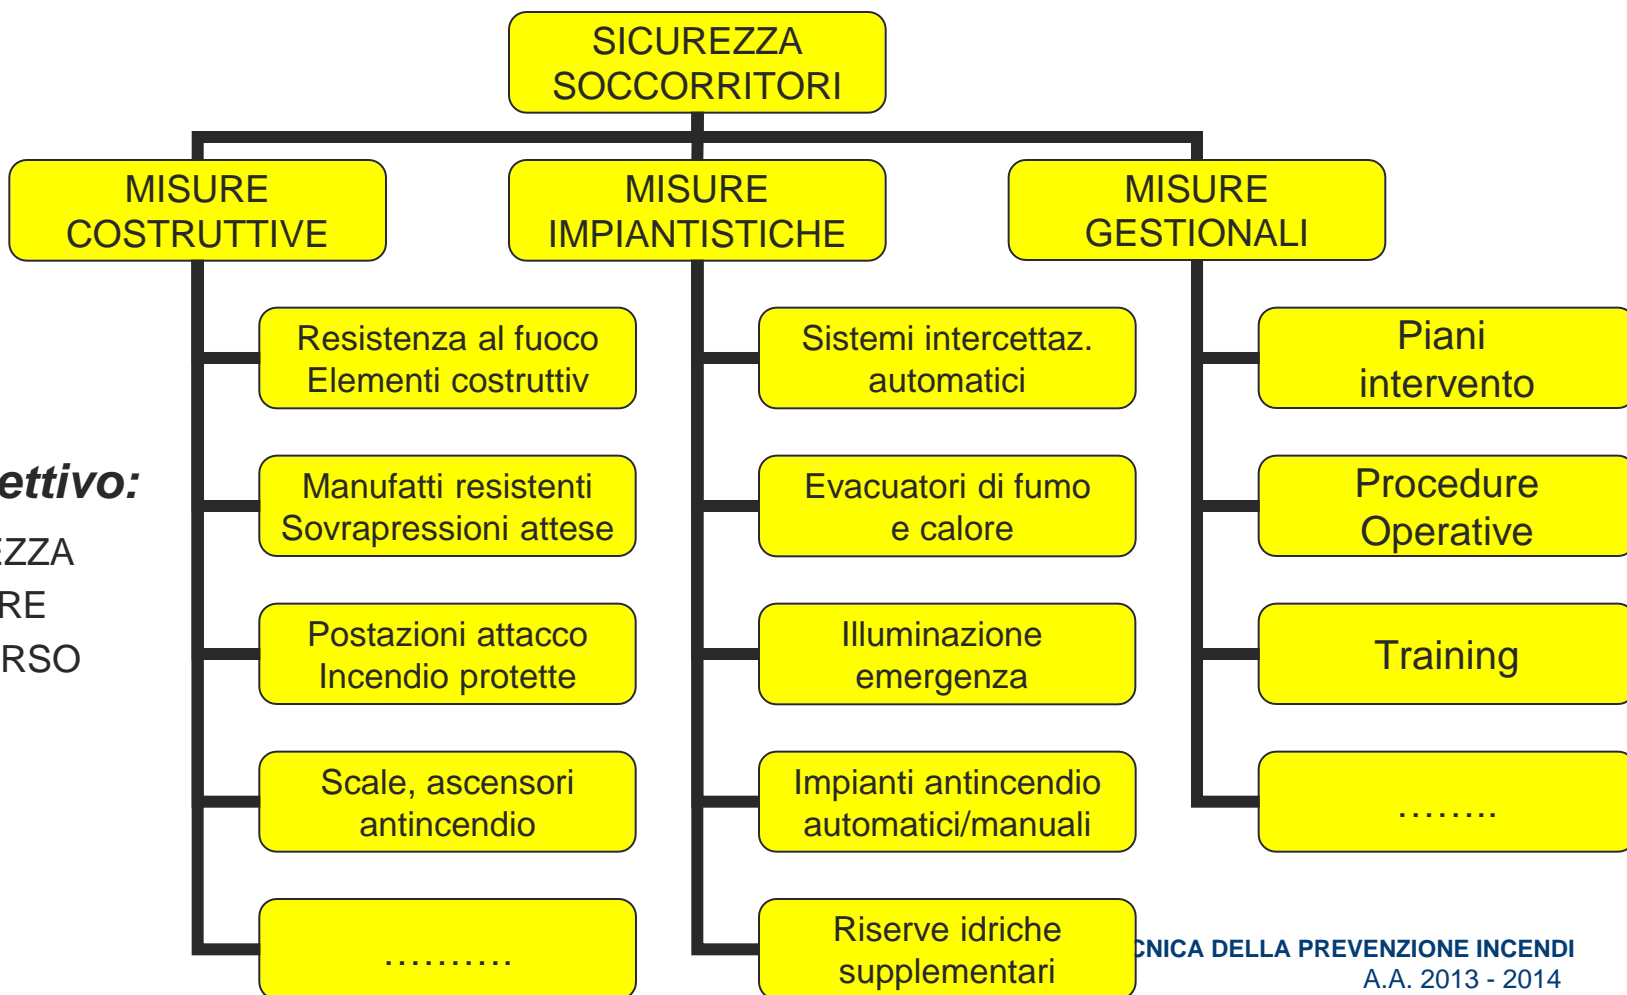 SICUREZZA
SOCCORRITORI
MISURE
COSTRUTTIVE
MISURE
IMPIANTISTICHE
MISURE
GESTIONALI
Resistenza al fuoco
Elementi costruttiv
Manufatti resistenti
Sovrapressioni attese
Postazioni attacco
Incendio protette
Scale, ascensori
antincendio
……….
Sistemi intercettaz.
automatici
Evacuatori di fumo
e calore
Illuminazione
emergenza
Impianti antincendio
automatici/manuali
Riserve idriche
supplementari
Piani
intervento
Procedure
Operative
Training
……..
ettivo:
EZZA
RE
RSO
CNICA DELLA PREVENZIONE INCENDI
A.A. 2013 - 2014